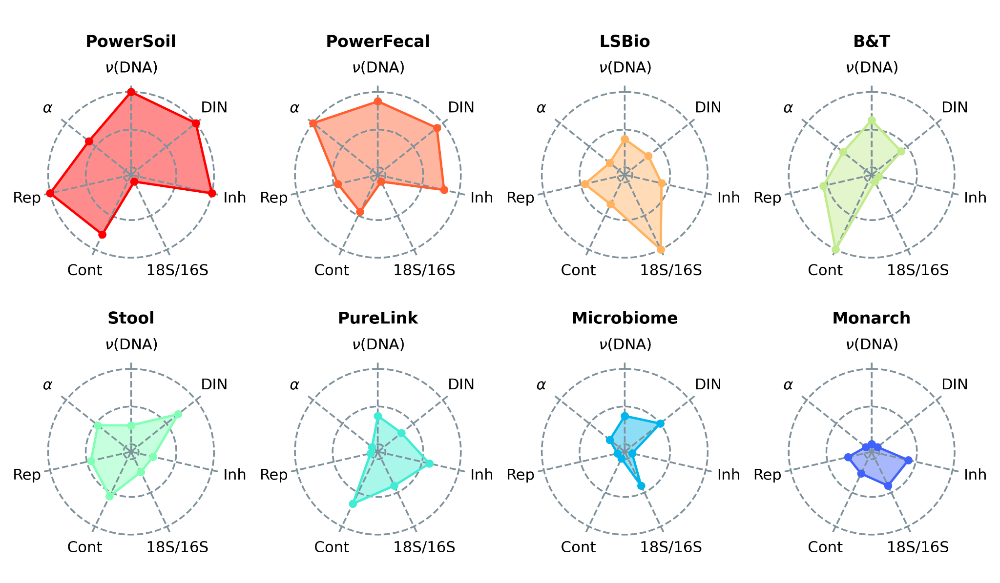 PowerSoil
ν(DNA)
α
DIN
Rep
Inh
Cont
18S/16S
PowerFecal
ν(DNA)
α
DIN
Rep
Inh
Cont
18S/16S
LSBio
ν(DNA)
α
DIN
Rep
Inh
Cont
18S/16S
B&T
ν(DNA)
α
DIN
Rep
Inh
Cont
18S/16S
Stool
ν(DNA)
α
DIN
Rep
Inh
Cont
18S/16S
PureLink
ν(DNA)
α
DIN
Rep
Inh
Cont
18S/16S
Microbiome
ν(DNA)
α
DIN
Rep
Inh
Cont
18S/16S
Monarch
ν(DNA)
α
DIN
Rep
Inh
Cont
18S/16S